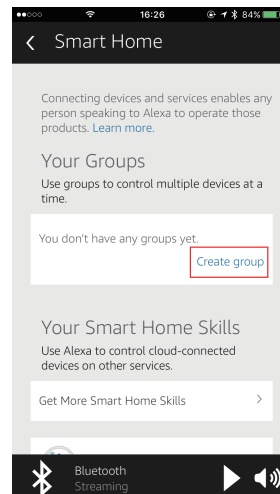 16:26
84%
Smart Home
Connecting devices and services enables any
person speaking to Alexa to operate those
products. Learn more.
Your Groups
Use groups to control multiple devices at a
time.
You don't have any groups yet.
Create group
Your Smart Home Skills
Use Alexa to control cloud-connected
devices on other services.
Get More Smart Home Skills
Bluetooth
Streaming